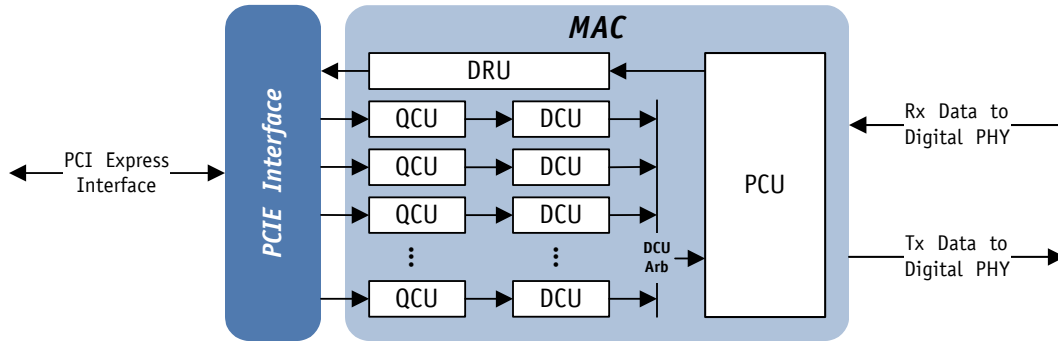 MAC
DRU
QCU DCU
QCU DCU
QCU DCU
⋮ ⋮
QCU DCU
DCU
Arb
PCU
PCIE Interface
PCI Express
Interface
Rx Data to
Digital PHY
Tx Data to
Digital PHY